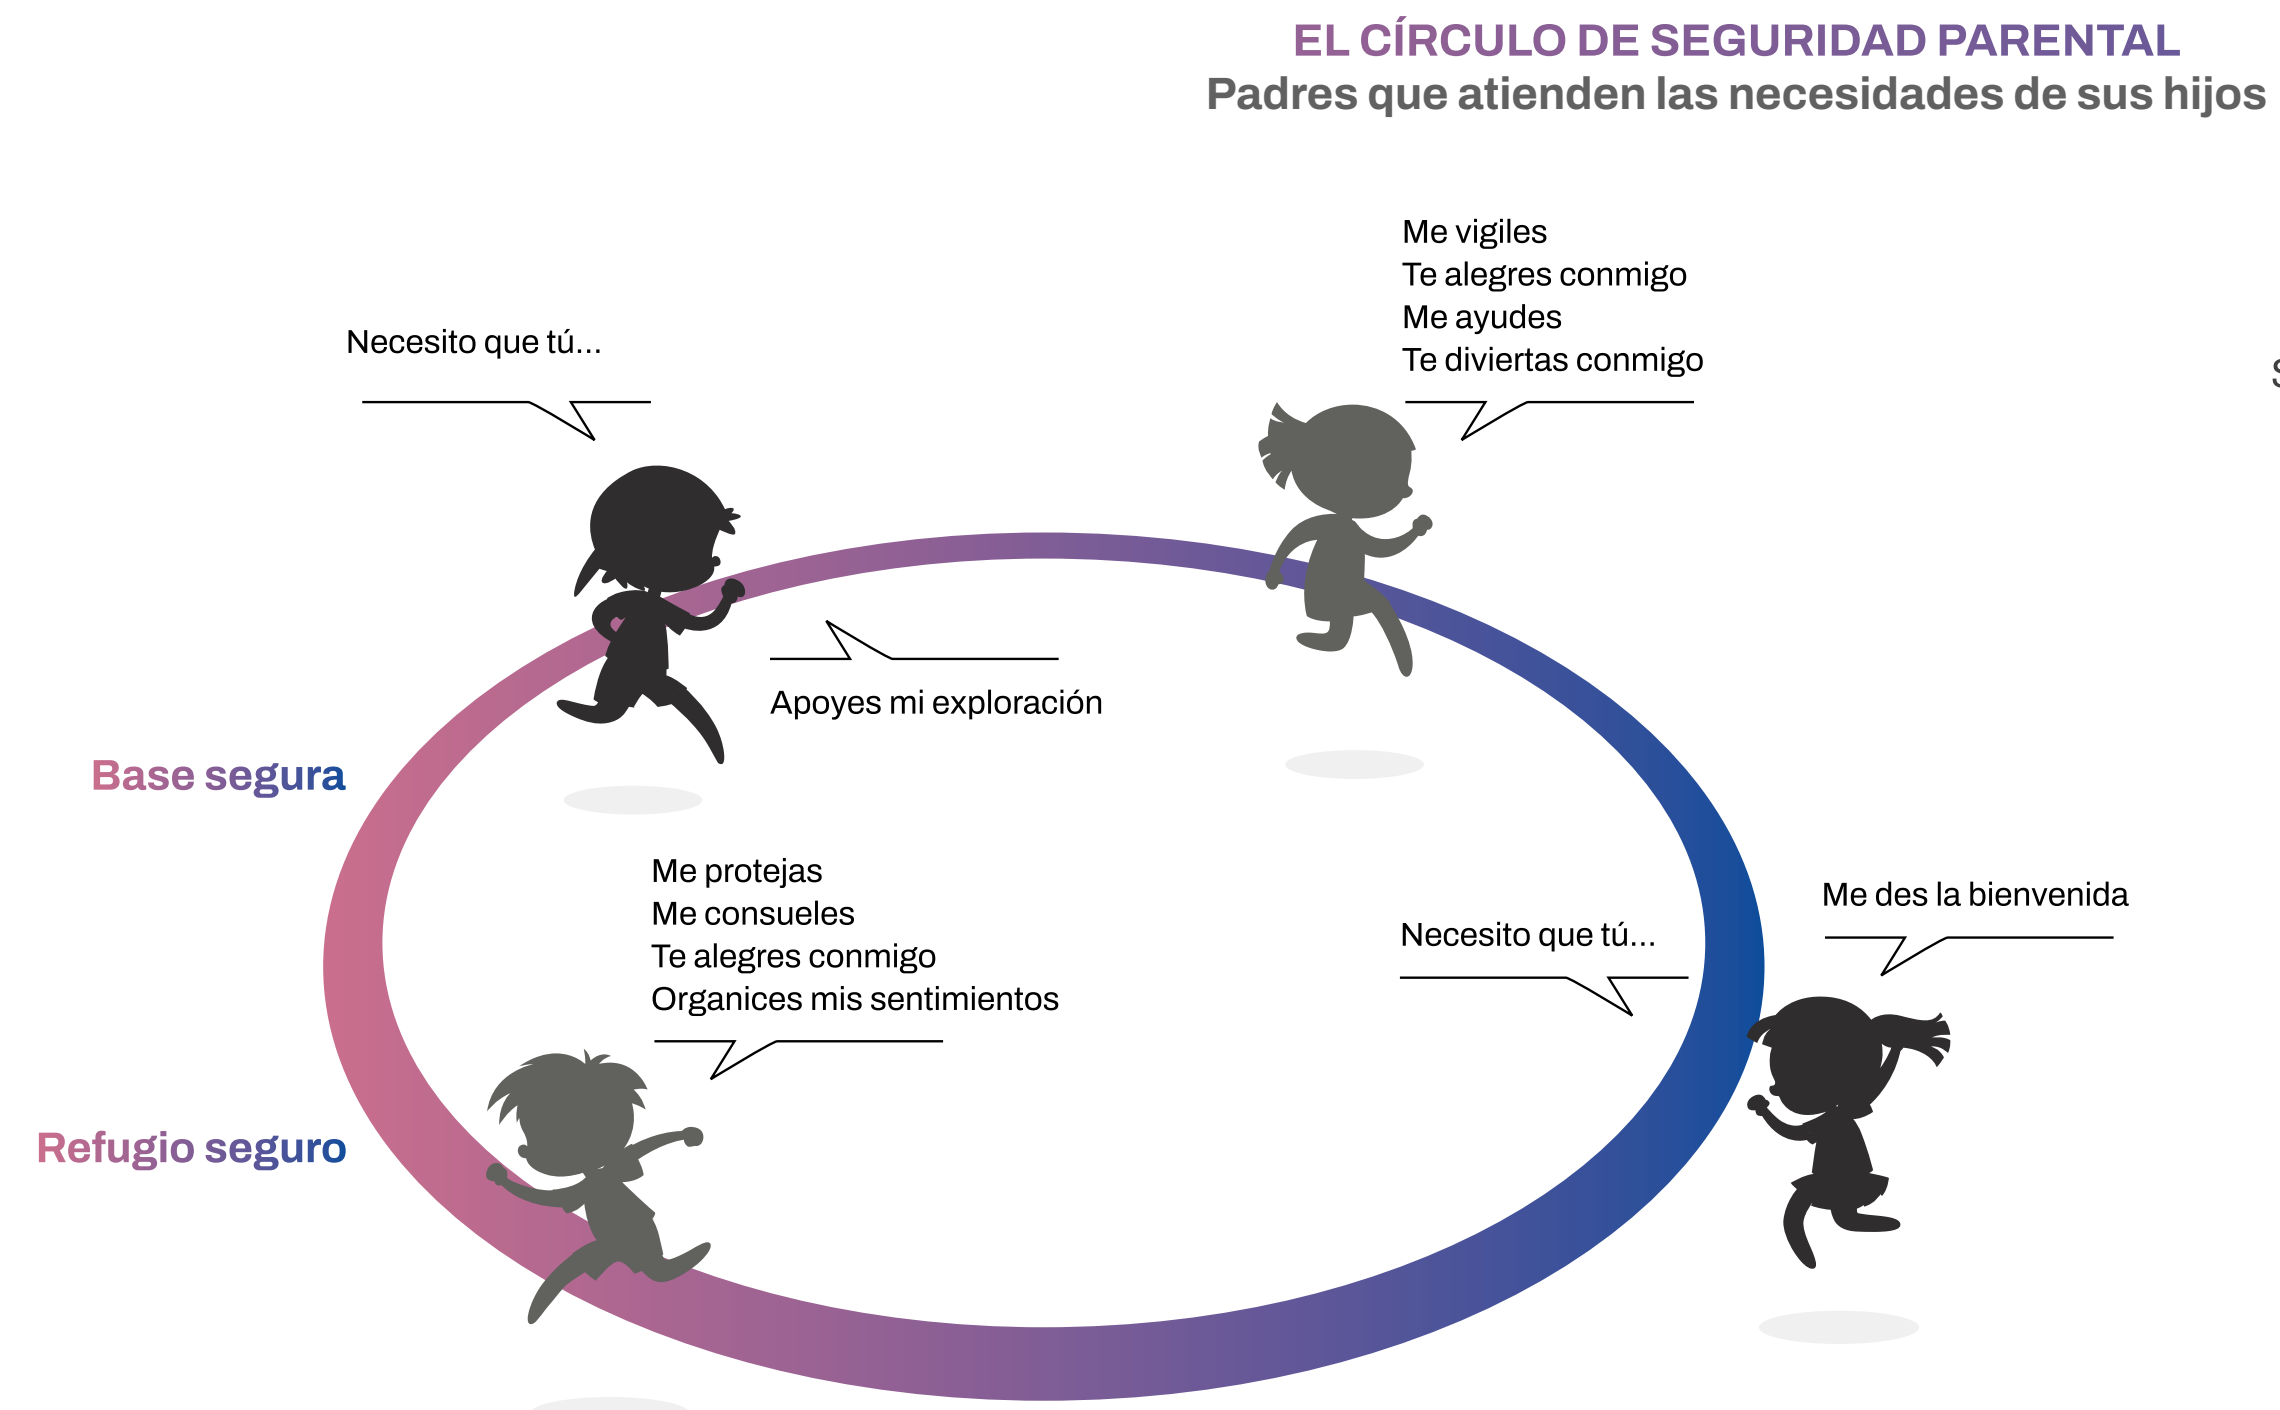 EL CÍRCULO DE SEGURIDAD PARENTAL
Padres que atienden las necesidades de sus hijos
Me vigiles
Te alegres conmigo
Me ayudes
Te diviertas conmigo
Necesito que tú...
Apoyes mi exploración
Base segura
Me protejas
Me consueles
Te alegres conmigo
Organices mis sentimientos
Necesito que tú...
Me des la bienvenida
Refugio seguro